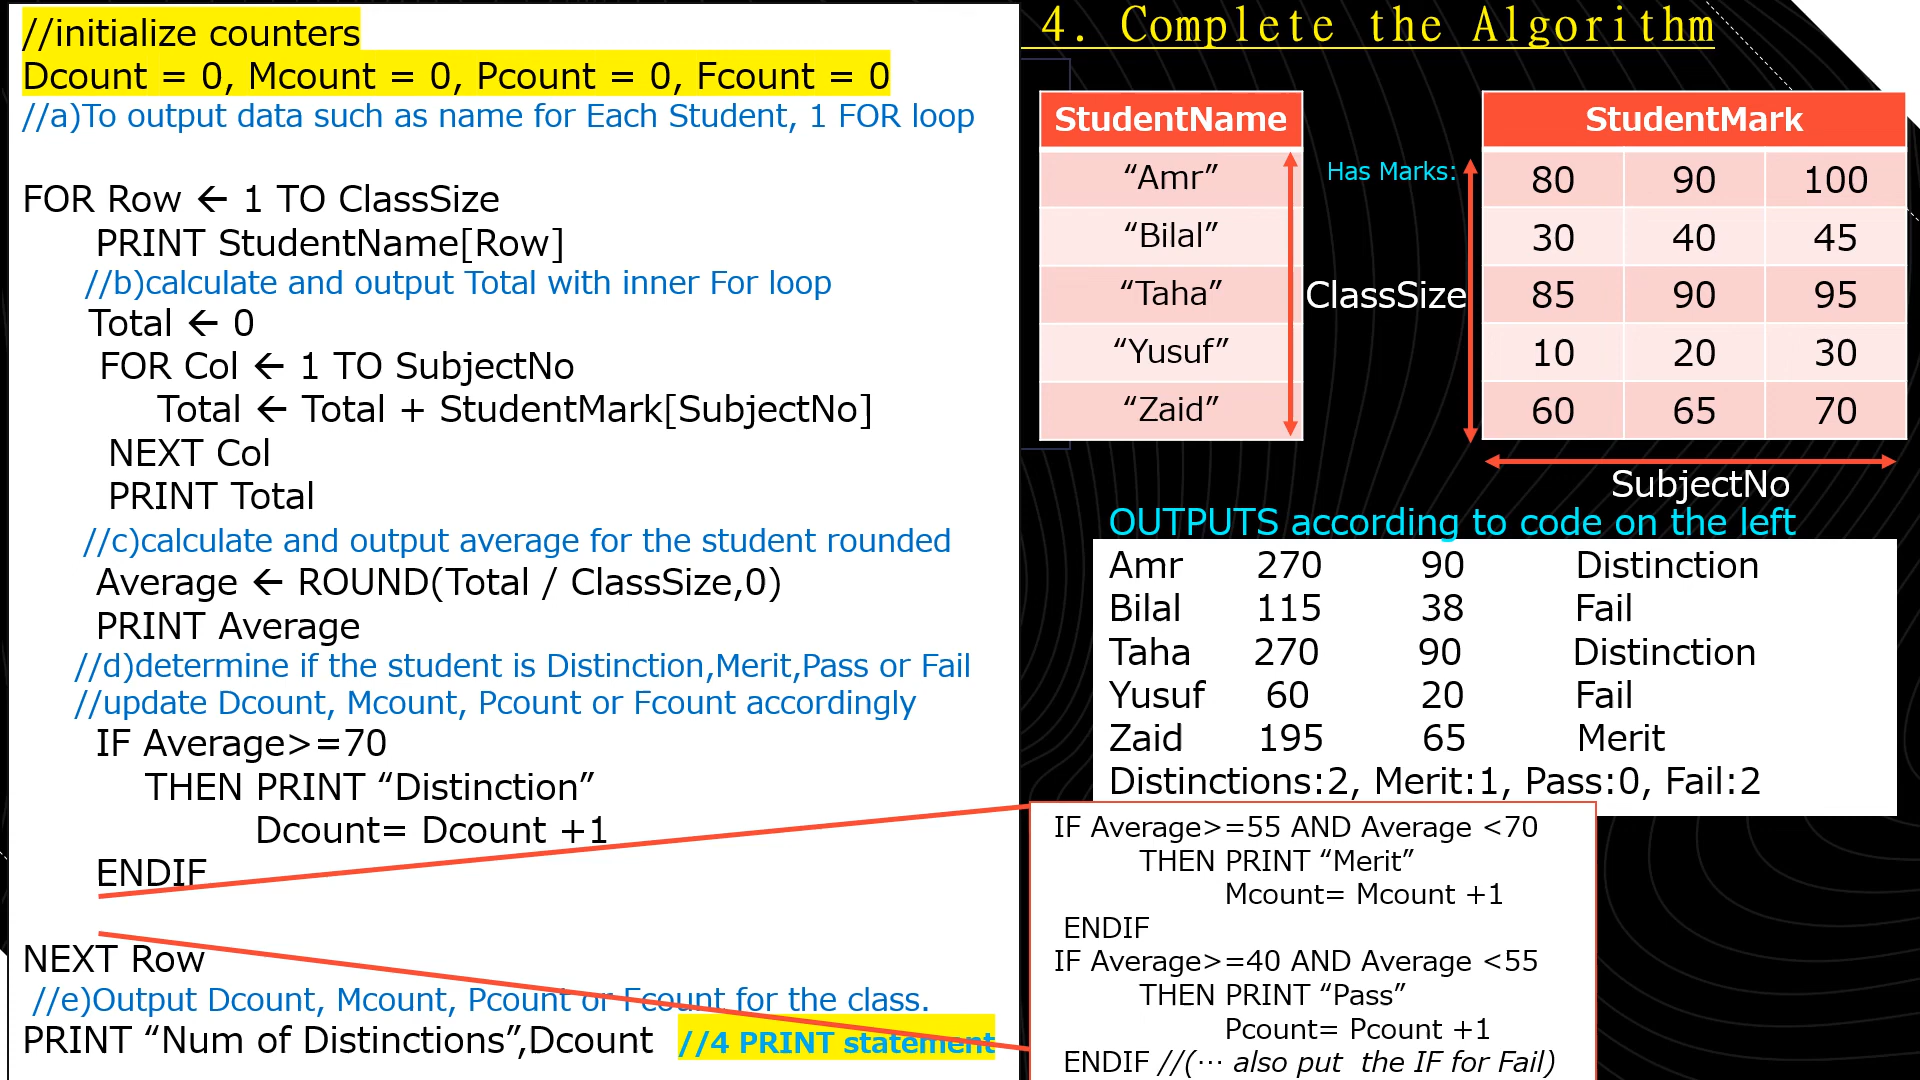 //initialize counters
Dcount = 0, Mcount = 0, Pcount = 0, Fcount = 0
//a)To output data such as name for Each Student, 1 FOR loop
FOR Row ← 1 TO ClassSize
PRINT StudentName[Row]
//b)calculate and output Total with inner For loop
Total ← 0
FOR Col ← 1 TO SubjectNo
Total ← Total + StudentMark[SubjectNo]
NEXT Col
PRINT Total
//c)calculate and output average for the student rounded
Average ← ROUND(Total / ClassSize,0)
PRINT Average
//d)determine if the student is Distinction,Merit,Pass or Fail
//update Dcount, Mcount, Pcount or Fcount accordingly
IF Average>=70
THEN PRINT “Distinction”
Dcount= Dcount +1
ENDIF
NEXT Row
//e)Output Dcount, Mcount, Pcount or Fcount for the class.
PRINT “Num of Distinctions”,Dcount //4 PRINT statement
4. Complete the Algorithm
StudentName
“Amr”
“Bilal”
“Taha”
“Yusuf”
“Zaid”
Has Marks:
ClassSize
StudentMark
80 90 100
30 40 45
85 90 95
10 20 30
60 65 70
SubjectNo
OUTPUTS according to code on the left
Amr 270 90 Distinction
Bilal 115 38 Fail
Taha 270 90 Distinction
Yusuf 60 20 Fail
Zaid 195 65 Merit
Distinctions:2, Merit:1, Pass:0, Fail:2
IF Average>=55 AND Average <70
THEN PRINT “Merit”
Mcount= Mcount +1
ENDIF
IF Average>=40 AND Average <55
THEN PRINT “Pass”
Pcount= Pcount +1
ENDIF //(… also put the IF for Fail)